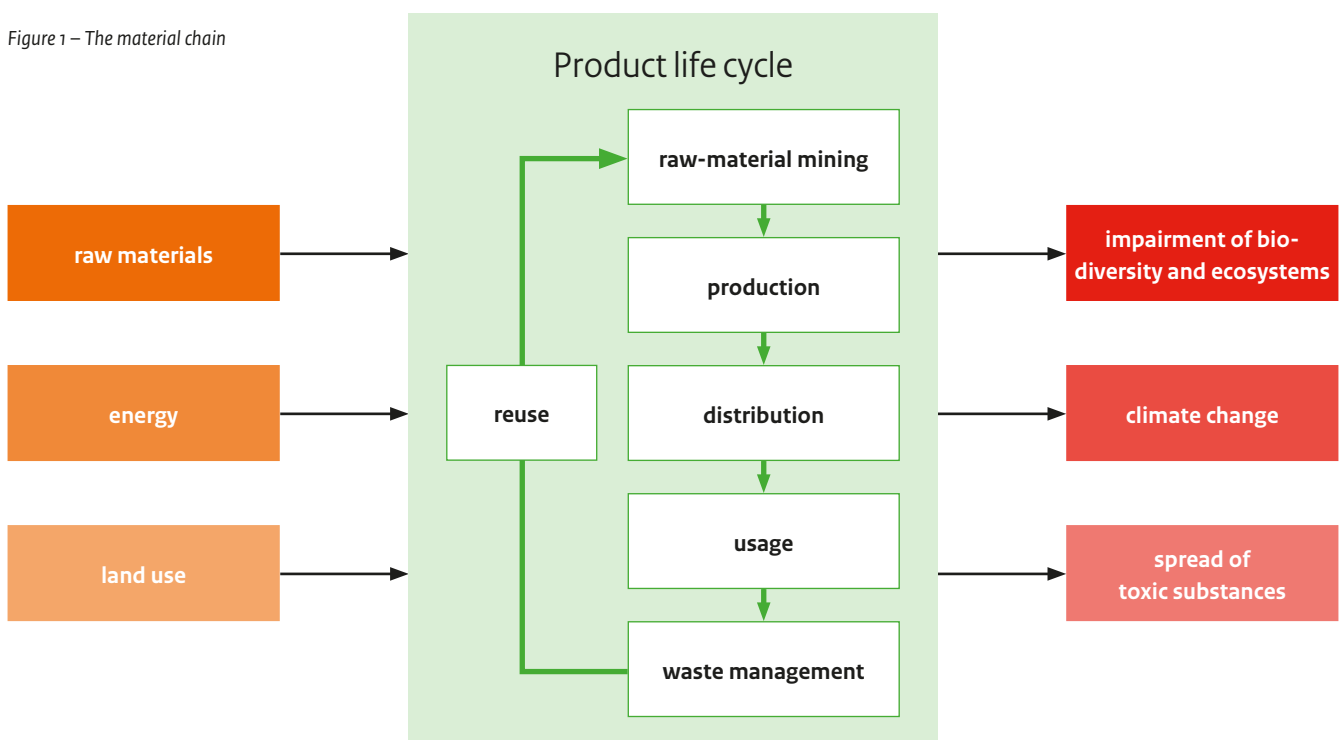 Figure 1 – The material chain
Product life cycle
raw-material mining
production
distribution
usage
waste management
reuse
raw materials
energy
land use
impairment of bio-
diversity and ecosystems
climate change
spread of
toxic substances